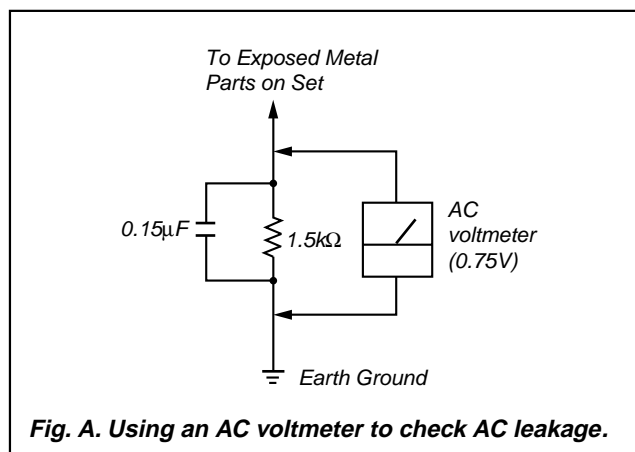 To Exposed Metal
Parts on Set
0.15μF
1.5kΩ
AC
voltmeter
(0.75V)
Earth Ground
Fig. A. Using an AC voltmeter to check AC leakage.